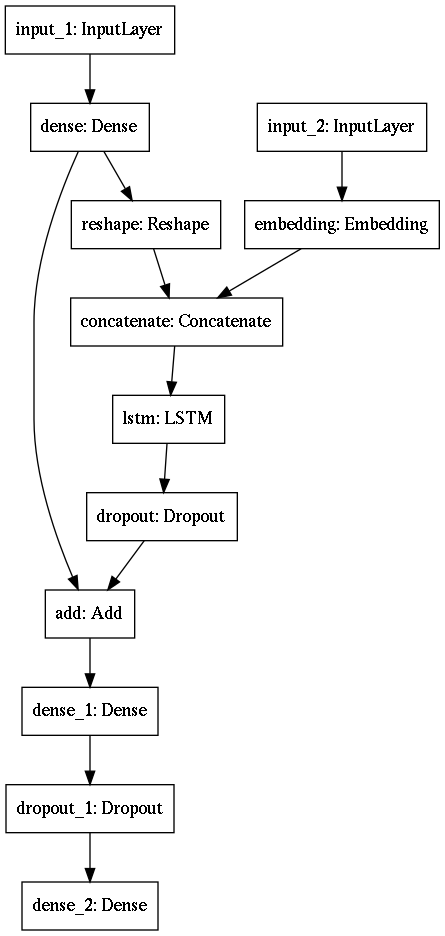 input_1: InputLayer
dense: Dense
input_2: InputLayer
reshape: Reshape
embedding: Embedding
concatenate: Concatenate
lstm: LSTM
dropout: Dropout
add: Add
dense_1: Dense
dropout_1: Dropout
dense_2: Dense